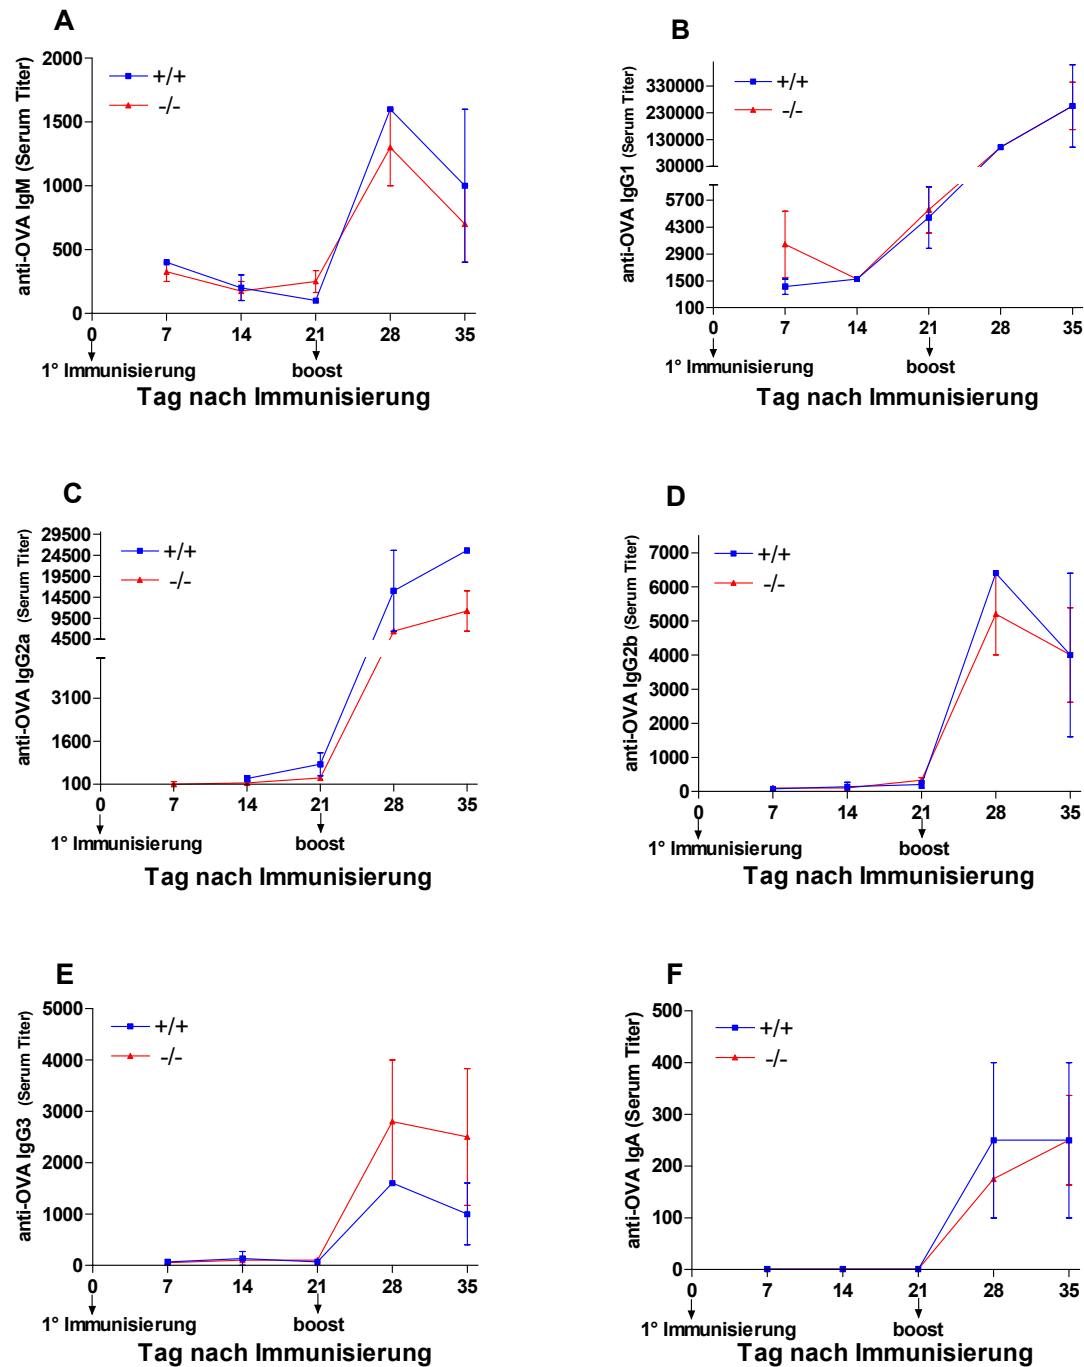 A
anti-OVA IgM (Serum Titer)
2000
1500
1000
500
0
+/+
-/-
0 7 14 21 28 35
1° Immunisierung boost
Tag nach Immunisierung
B
anti-OVA IgG1 (Serum Titer)
330000
230000
130000
30000
5700
4300
2900
1500
100
+/+
-/-
0 7 14 21 28 35
1° Immunisierung boost
Tag nach Immunisierung
C
anti-OVA IgG2a (Serum Titer)
29500
24500
19500
14500
9500
4500
3100
1600
100
+/+
-/-
0 7 14 21 28 35
1° Immunisierung boost
Tag nach Immunisierung
D
anti-OVA IgG2b (Serum Titer)
7000
6000
5000
4000
3000
2000
1000
0
+/+
-/-
0 7 14 21 28 35
1° Immunisierung boost
Tag nach Immunisierung
E
anti-OVA IgG3 (Serum Titer)
5000
4000
3000
2000
1000
0
+/+
-/-
0 7 14 21 28 35
1° Immunisierung boost
Tag nach Immunisierung
F
anti-OVA IgA (Serum Titer)
500
400
300
200
100
0
+/+
-/-
0 7 14 21 28 35
1° Immunisierung boost
Tag nach Immunisierung